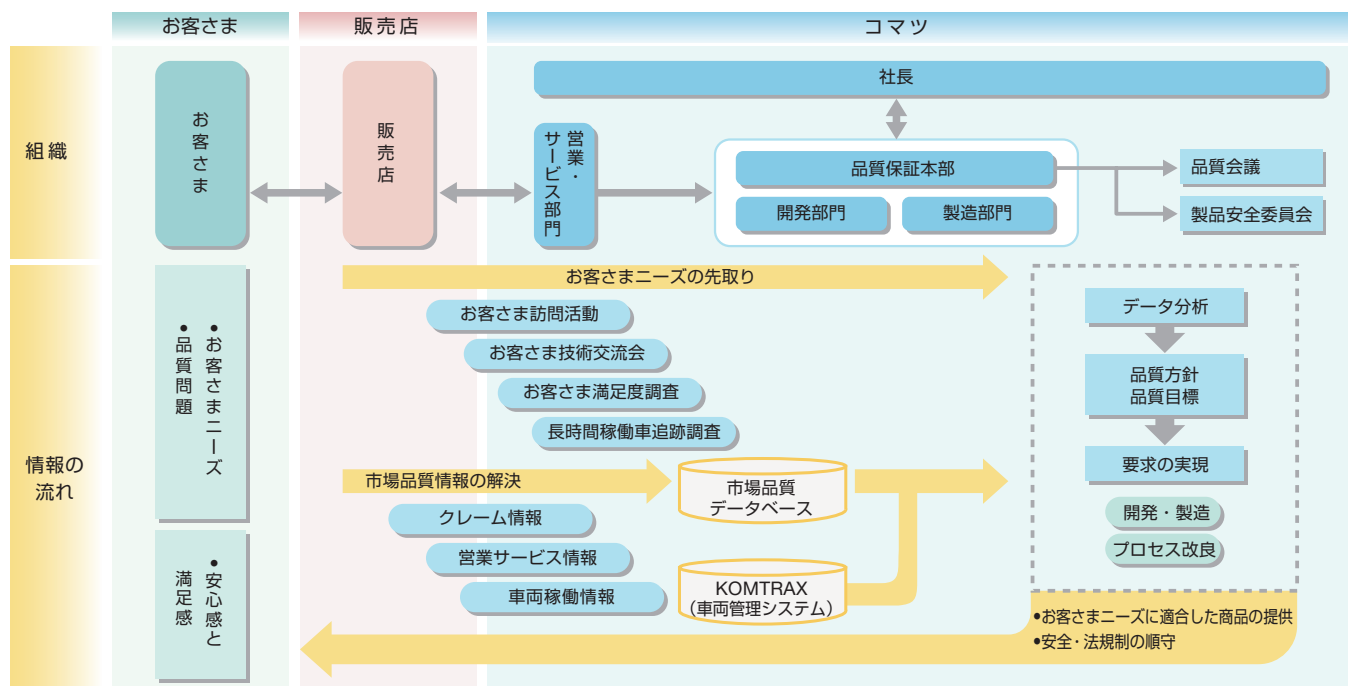 お客さま
販売店
コマツ
組織
お客さま
販売店
社長
営業・
サービス部門
品質保証本部
開発部門
製造部門
品質会議
製品安全委員会
情報の
流れ
•お客さまニーズ
•品質問題
•安心感と
満足感
お客さまニーズの先取り
お客さま訪問活動
お客さま技術交流会
お客さま満足度調査
長時間稼働車追跡調査
市場品質情報の解決
クレーム情報
営業サービス情報
車両稼働情報
市場品質
データベース
KOMTRAX
(車両管理システム)
データ分析
品質方針
品質目標
要求の実現
開発・製造
プロセス改良
•お客さまニーズに適合した商品の提供
•安全・法規制の順守